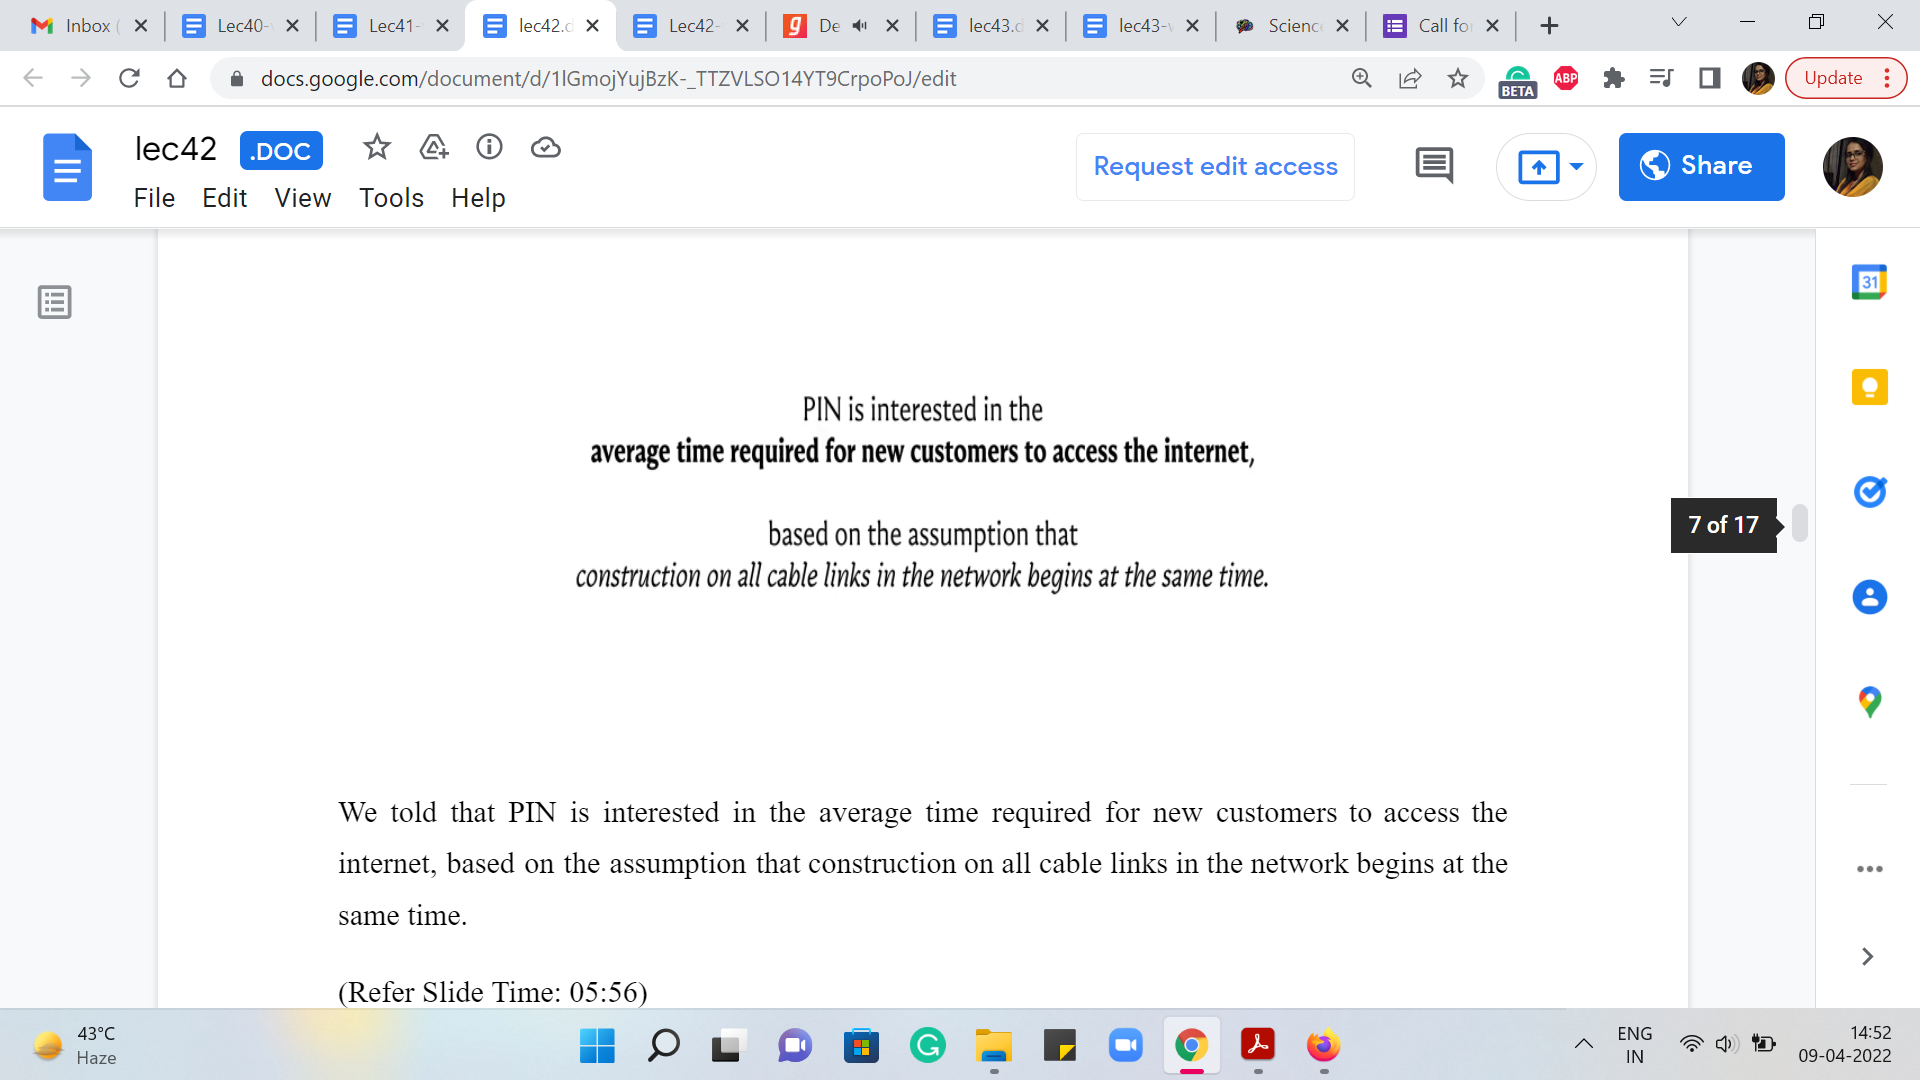 Inbox (
Lec40-
Lec41-
lec42.d
Lec42-
De
lec43.d
lec43-
Scienc
Call fo
docs.google.com/document/d/1lGmojYujBzK-_TTZVLSO14YT9CrpoPoJ/edit
BETA
ABP
Update
lec42 .DOC
File Edit View Tools Help
Request edit access
Share
31
PIN is interested in the
average time required for new customers to access the internet,
based on the assumption that
construction on all cable links in the network begins at the same time.
7 of 17
We told that PIN is interested in the average time required for new customers to access the
internet, based on the assumption that construction on all cable links in the network begins at the
same time.
(Refer Slide Time: 05:56)
43°C
Haze
ENG
IN
14:52
09-04-2022